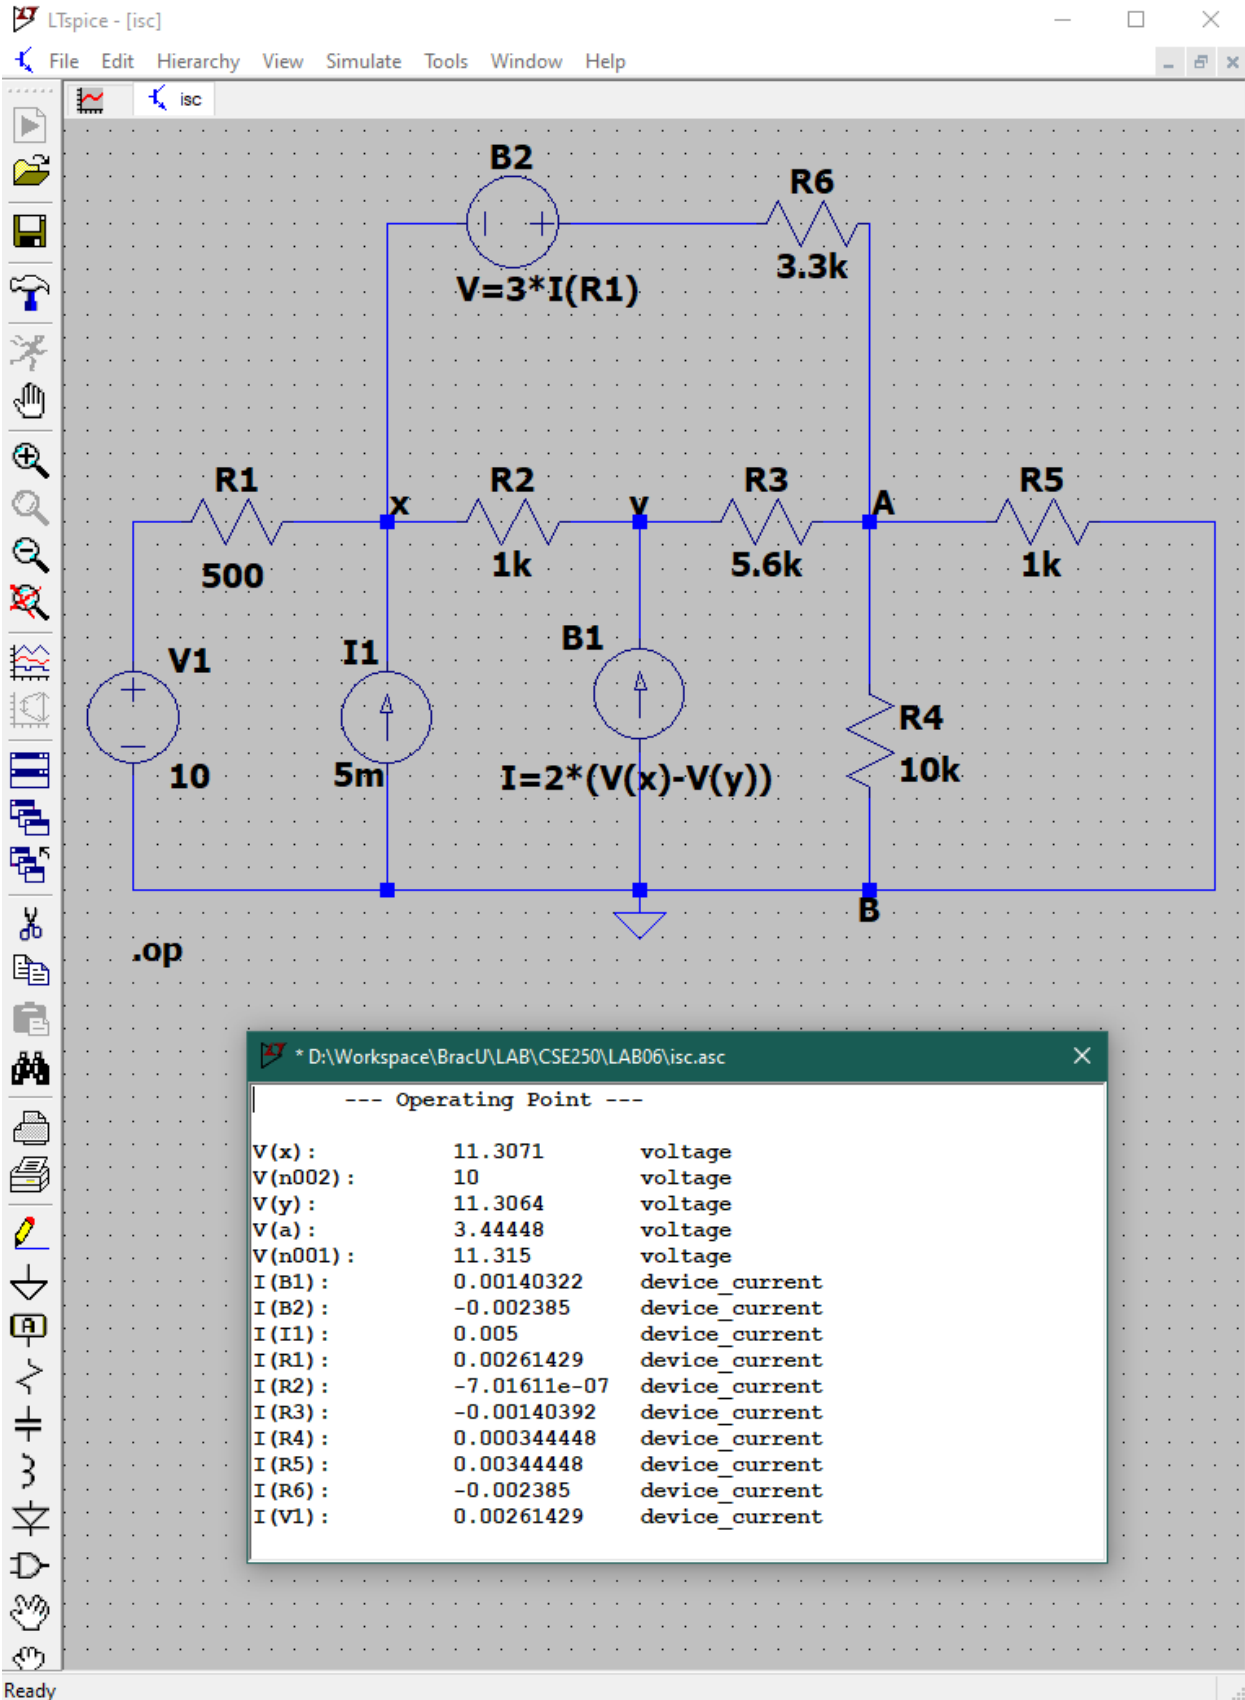 LTspice - [isc]
File Edit Hierarchy View Simulate Tools Window Help
isc
B2
R6
3.3k
V=3*I(R1)
R1
x
R2
y
R3
A
R5
500
1k
5.6k
1k
V1
I1
B1
R4
10
5m
I=2*(V(x)-V(y))
10k
B
.op
* D:\Workspace\BracU\LAB\CSE250\LAB06\isc.asc
--- Operating Point ---
V(x): 11.3071 voltage
V(n002): 10 voltage
V(y): 11.3064 voltage
V(a): 3.44448 voltage
V(n001): 11.315 voltage
I(B1): 0.00140322 device_current
I(B2): -0.002385 device_current
I(I1): 0.005 device_current
I(R1): 0.00261429 device_current
I(R2): -7.01611e-07 device_current
I(R3): -0.00140392 device_current
I(R4): 0.000344448 device_current
I(R5): 0.00344448 device_current
I(R6): -0.002385 device_current
I(V1): 0.00261429 device_current
Ready